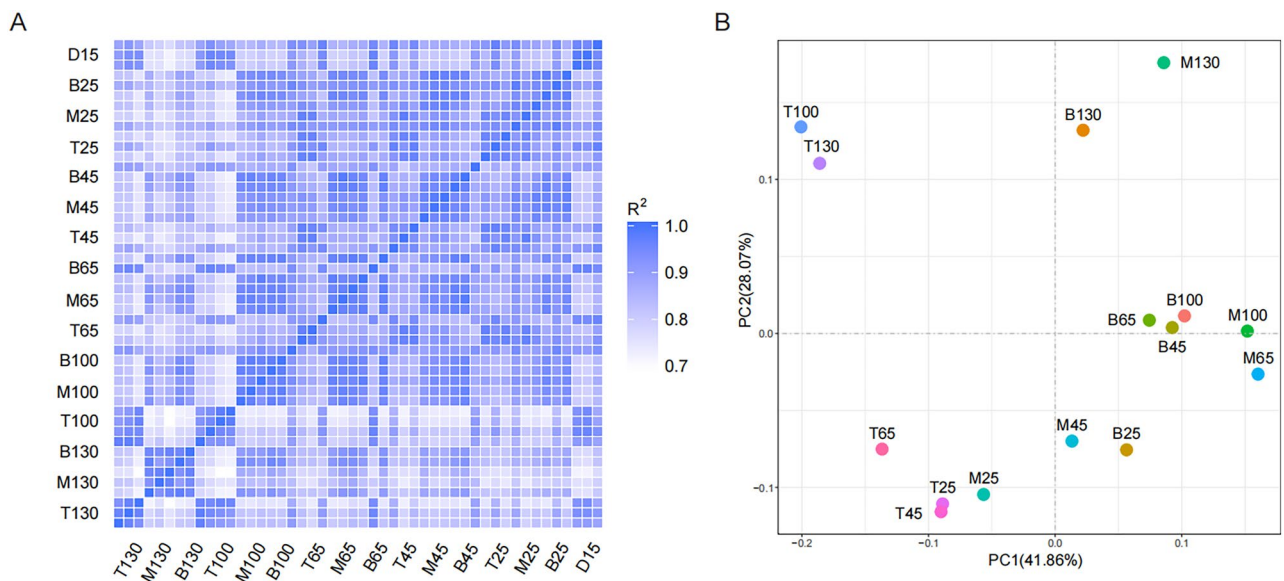 A
D15
B25
M25
T25
B45
M45
T45
B65
M65
T65
B100
M100
T100
B130
M130
T130
T130
M130
B130
T100
M100
B100
T65
M65
B65
T45
M45
B45
T25
M25
B25
D15
R²
1.0
0.9
0.8
0.7
B
PC2(28.07%)
0.1
0.0
−0.1
M130
T100
B130
T130
B100
B65
M100
B45
M65
T65
M45
B25
T25
M25
T45
−0.2
−0.1
0.0
0.1
PC1(41.86%)